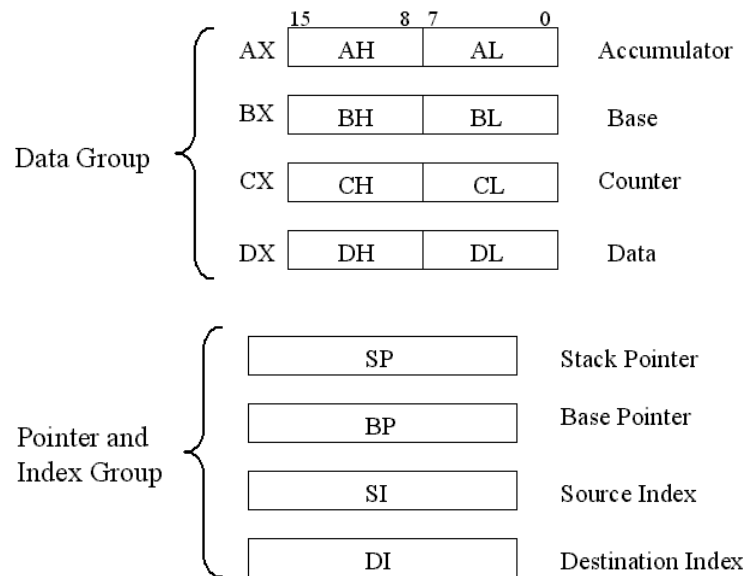 15 8 7 0
AX AH AL Accumulator
BX BH BL Base
Data Group
CX CH CL Counter
DX DH DL Data
SP Stack Pointer
BP Base Pointer
Pointer and
Index Group
SI Source Index
DI Destination Index